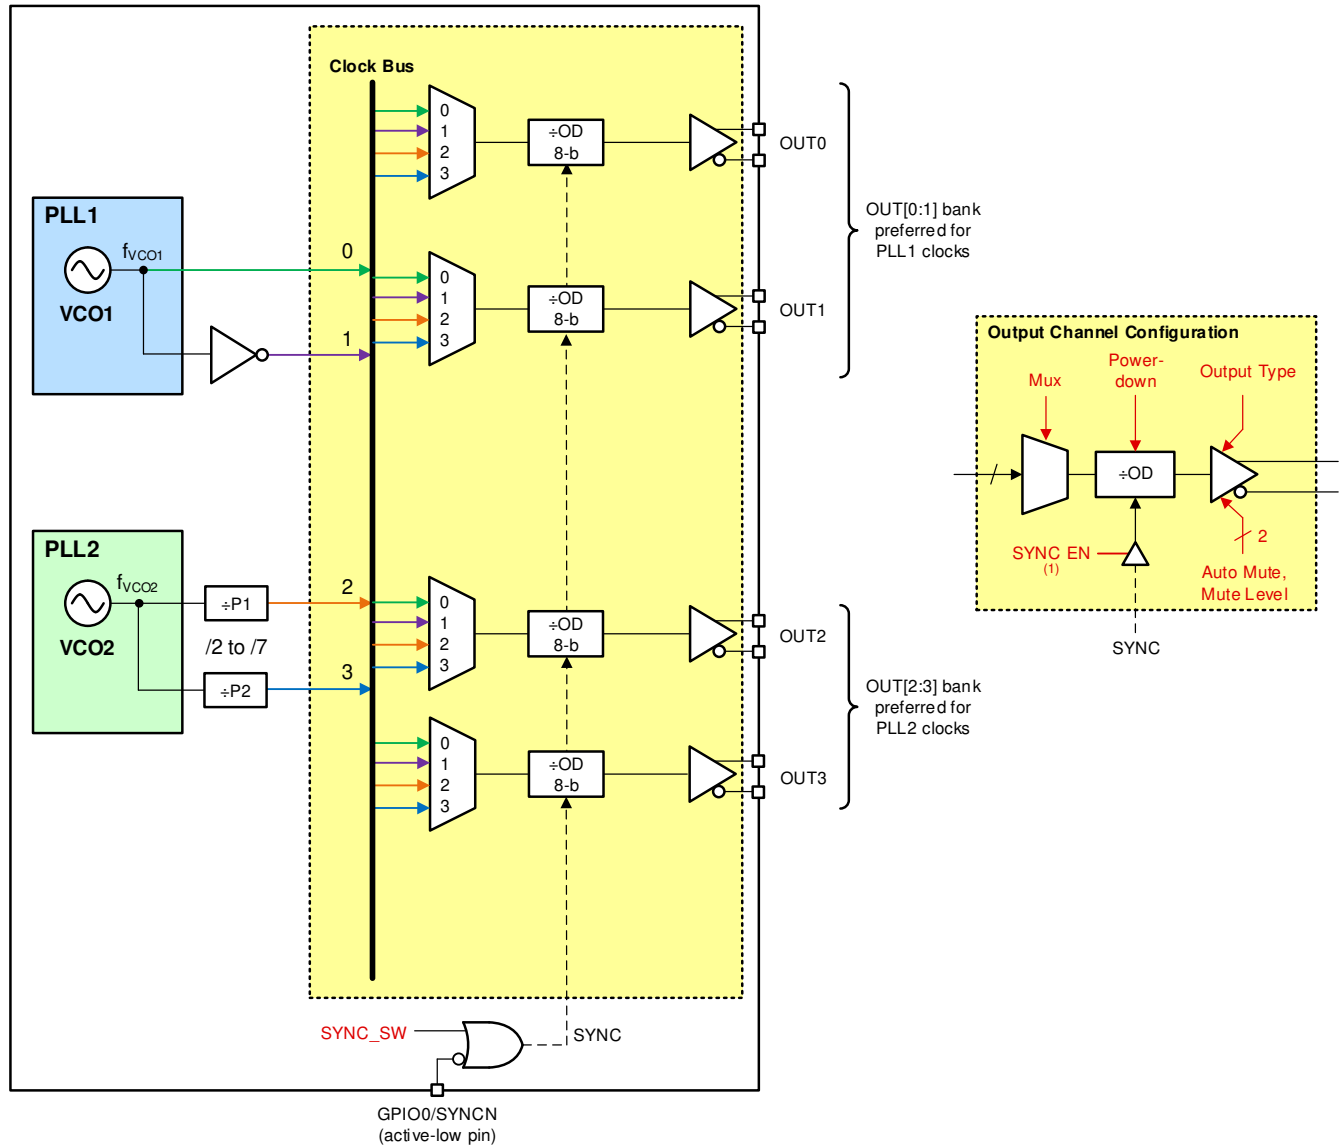 Clock Bus
0
1
2
3
÷OD
8-b
OUT0
PLL1
fVCO1
VCO1
0
1
0
1
2
3
÷OD
8-b
OUT1
OUT[0:1] bank
preferred for
PLL1 clocks
PLL2
fVCO2
VCO2
÷P1
/2 to /7
÷P2
2
3
0
1
2
3
÷OD
8-b
OUT2
0
1
2
3
÷OD
8-b
OUT3
OUT[2:3] bank
preferred for
PLL2 clocks
SYNC_SW
SYNC
GPIO0/SYNCN
(active-low pin)
Output Channel Configuration
Mux
Power-
down
Output Type
÷OD
SYNC EN
(1)
2
Auto Mute,
Mute Level
SYNC